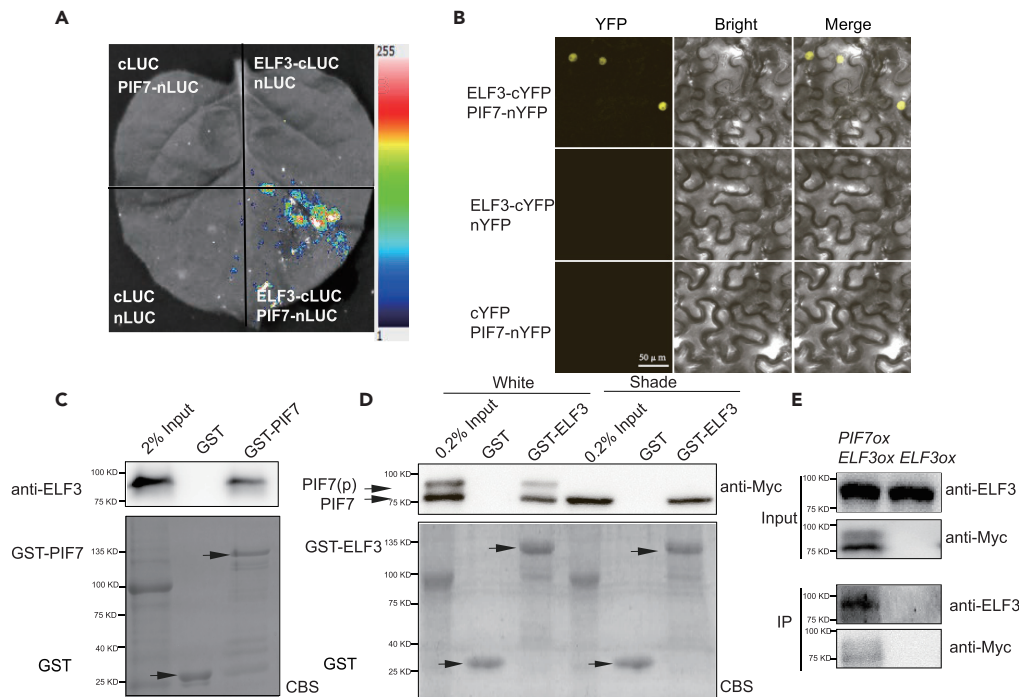 A
cLUC
PIF7-nLUC
ELF3-cLUC
nLUC
cLUC
nLUC
ELF3-cLUC
PIF7-nLUC
255
1
B
YFP Bright Merge
ELF3-cYFP
PIF7-nYFP
ELF3-cYFP
nYFP
cYFP
PIF7-nYFP
50 μm
C
2% Input GST GST-PIF7
100 KD
75 KD
anti-ELF3
GST-PIF7
135 KD
100 KD
75 KD
40 KD
GST
25 KD
CBS
D
White Shade
0.2% Input GST GST-ELF3 0.2% Input GST GST-ELF3
100 KD
PIF7(p)
PIF7
75 KD
anti-Myc
GST-ELF3
135 KD
100 KD
75 KD
40 KD
GST
25 KD
CBS
E
PIF7ox
ELF3ox ELF3ox
Input
100 KD
75 KD
anti-ELF3
100 KD
75 KD
anti-Myc
IP
100 KD
75 KD
anti-ELF3
75 KD
anti-Myc